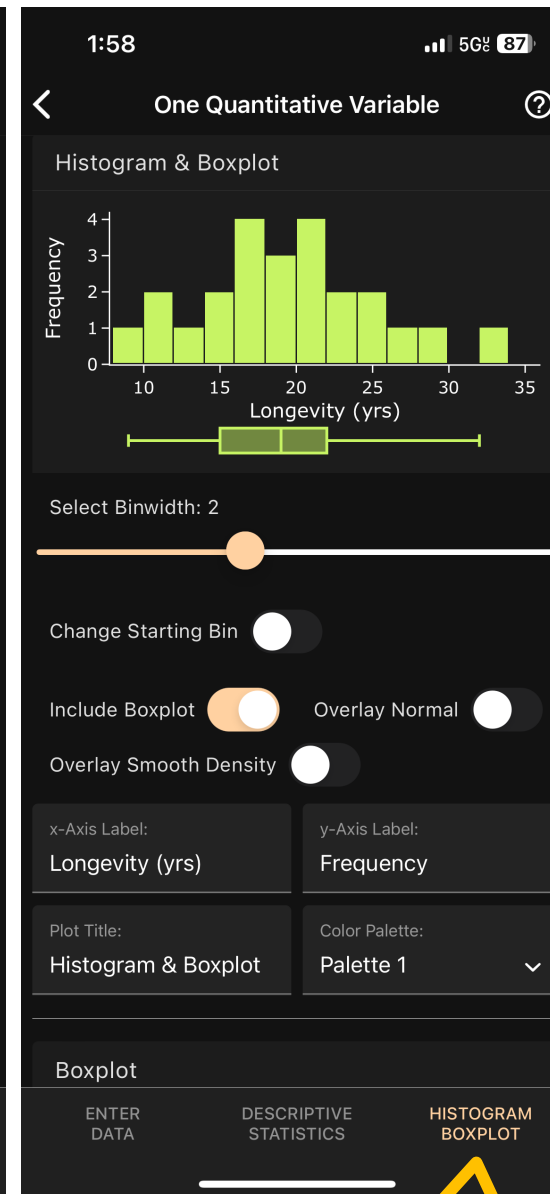 1:58 5G 87
One Quantitative Variable ?
Histogram & Boxplot
4
3
2
1
0
Frequency
10 15 20 25 30 35
Longevity (yrs)
Select Binwidth: 2
Change Starting Bin
Include Boxplot Overlay Normal
Overlay Smooth Density
x-Axis Label: y-Axis Label:
Longevity (yrs) Frequency
Plot Title: Color Palette:
Histogram & Boxplot Palette 1
Boxplot
ENTER DESCRIPTIVE HISTOGRAM
DATA STATISTICS BOXPLOT